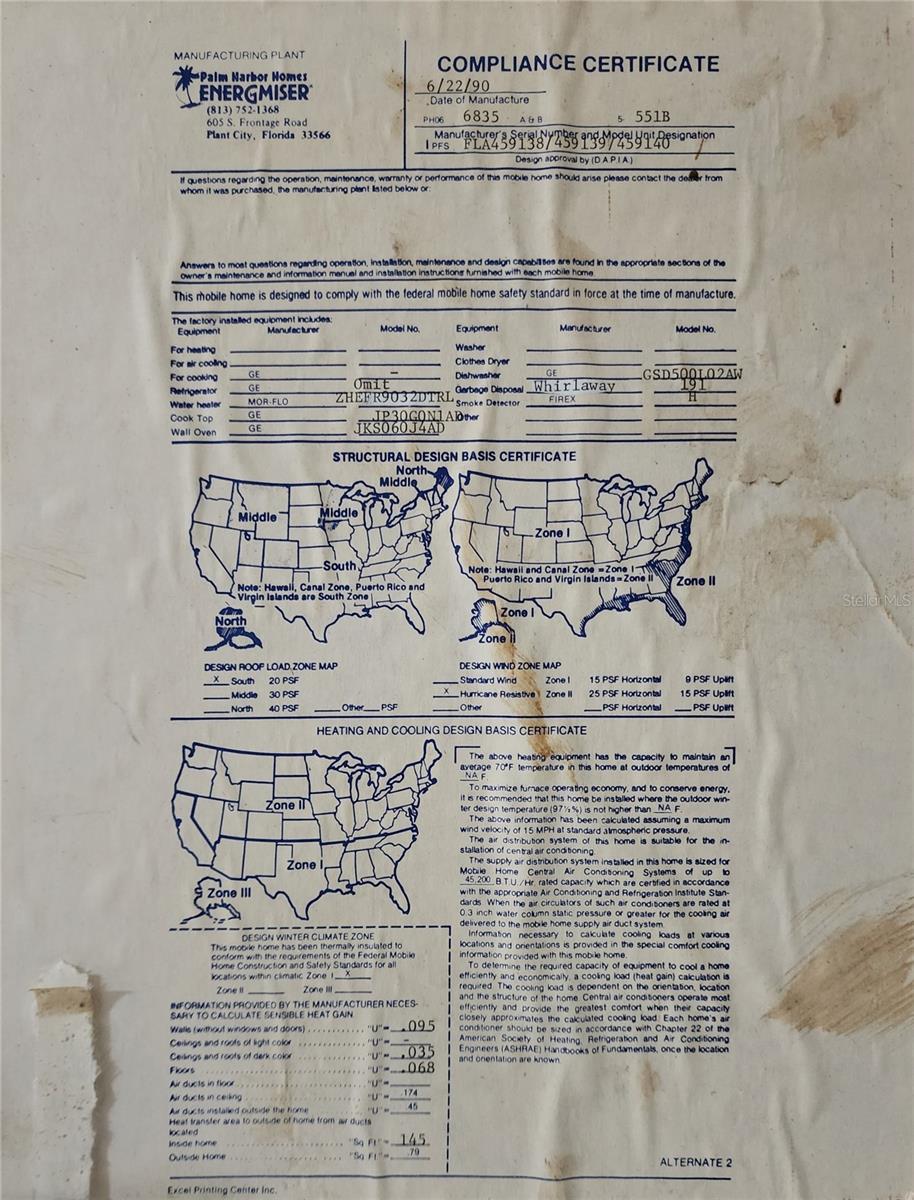 MANUFACTURING PLANT
Palm Harbor Homes
ENERGMISER
(813) 752-1368
605 S. Frontage Road
Plant City, Florida 33566
COMPLIANCE CERTIFICATE
6/22/90
Date of Manufacture
PH06 6835 A & B 5- 551B
Manufacturer's Serial Number and Model Unit Designation
PFS FLA459138/459139/459140
Design approval by (D.A.P.I.A.)
If questions regarding the operation, maintenance, warranty or performance of this mobile home should arise please contact the dealer from
whom it was purchased, the manufacturing plant listed below or:
Answers to most questions regarding operation, installation, maintenance and design capabilities are found in the appropriate sections of the
owner's maintenance and information manual and installation instructions furnished with each mobile home.
This mobile home is designed to comply with the federal mobile home safety standard in force at the time of manufacture.
The factory installed equipment includes:
Equipment Manufacturer Model No. Equipment Manufacturer Model No.
For heating Washer
For air cooling Clothes Dryer
For cooking GE – Dishwasher GE GSD500L02AW
Refrigerator GE Omit Garbage Disposal Whirlaway 191
Water heater MOR-FLO ZHEFR9032DTRL Smoke Detector FIREX H
Cook Top GE JP30G0N1AD Other
Wall Oven GE JKS060J4AD
STRUCTURAL DESIGN BASIS CERTIFICATE
North
Middle
Middle
Middle
South
Note: Hawaii, Canal Zone, Puerto Rico and
Virgin Islands are South Zone
North
Zone I
Note: Hawaii and Canal Zone = Zone I
Puerto Rico and Virgin Islands = Zone II
Zone II
Zone I
Zone II
StellarMLS
DESIGN ROOF LOAD ZONE MAP
X South 20 PSF
Middle 30 PSF
North 40 PSF Other PSF
DESIGN WIND ZONE MAP
Standard Wind Zone I 15 PSF Horizontal 9 PSF Uplift
X Hurricane Resistive Zone II 25 PSF Horizontal 15 PSF Uplift
Other PSF Horizontal PSF Uplift
HEATING AND COOLING DESIGN BASIS CERTIFICATE
Zone II
Zone I
Zone III
DESIGN WINTER CLIMATE ZONE
This mobile home has been thermally insulated to
conform with the requirements of the Federal Mobile
Home Construction and Safety Standards for all
locations within climatic Zone I X
Zone II Zone III
INFORMATION PROVIDED BY THE MANUFACTURER NECES-
SARY TO CALCULATE SENSIBLE HEAT GAIN
Walls (without windows and doors) "U"= .095
Ceilings and roofs of light color "U"= –
Ceilings and roofs of dark color "U"= .035
Floors "U"= .068
Air ducts in floor "U"=
Air ducts in ceiling "U"= .174
Air ducts installed outside the home "U"= .45
Heat transfer area to outside of home from air ducts
located
Inside home "Sq Ft"= 145
Outside Home "Sq Ft"= .79
The above heating equipment has the capacity to maintain an
average 70°F temperature in this home at outdoor temperatures of
NA F.
To maximize furnace operating economy, and to conserve energy,
it is recommended that this home be installed where the outdoor win-
ter design temperature (97½%) is not higher than NA F.
The above information has been calculated assuming a maximum
wind velocity of 15 MPH at standard atmospheric pressure.
The air distribution system of this home is suitable for the in-
stallation of central air conditioning.
The supply air distribution system installed in this home is sized for
Mobile Home Central Air Conditioning Systems of up to
45,200 B.T.U./Hr. rated capacity which are certified in accordance
with the appropriate Air Conditioning and Refrigeration Institute Stan-
dards. When the air circulators of such air conditioners are rated at
0.3 inch water column static pressure or greater for the cooling air
delivered to the mobile home supply air duct system.
Information necessary to calculate cooling loads at various
locations and orientations is provided in the special comfort cooling
information provided with this mobile home.
To determine the required capacity of equipment to cool a home
efficiently and economically, a cooling load (heat gain) calculation is
required. The cooling load is dependent on the orientation, location
and the structure of the home. Central air conditioners operate most
efficiently and provide the greatest comfort when their capacity
closely approximates the calculated cooling load. Each home's air
conditioner should be sized in accordance with Chapter 22 of the
American Society of Heating, Refrigeration and Air Conditioning
Engineers (ASHRAE) Handbooks of Fundamentals, once the location
and orientation are known.
ALTERNATE 2
Excel Printing Center Inc.